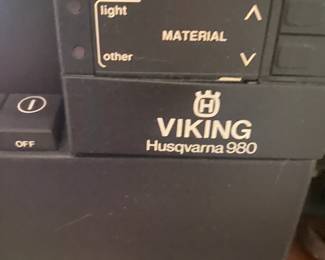 light
MATERIAL
other
OFF
H
VIKING
Husqvarna 980